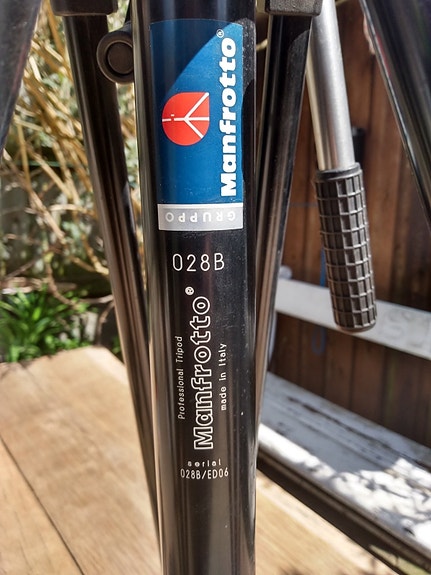 Manfrotto®
GRUPPO
028B
Professional Tripod
Manfrotto®
made in Italy
serial
028B/ED06